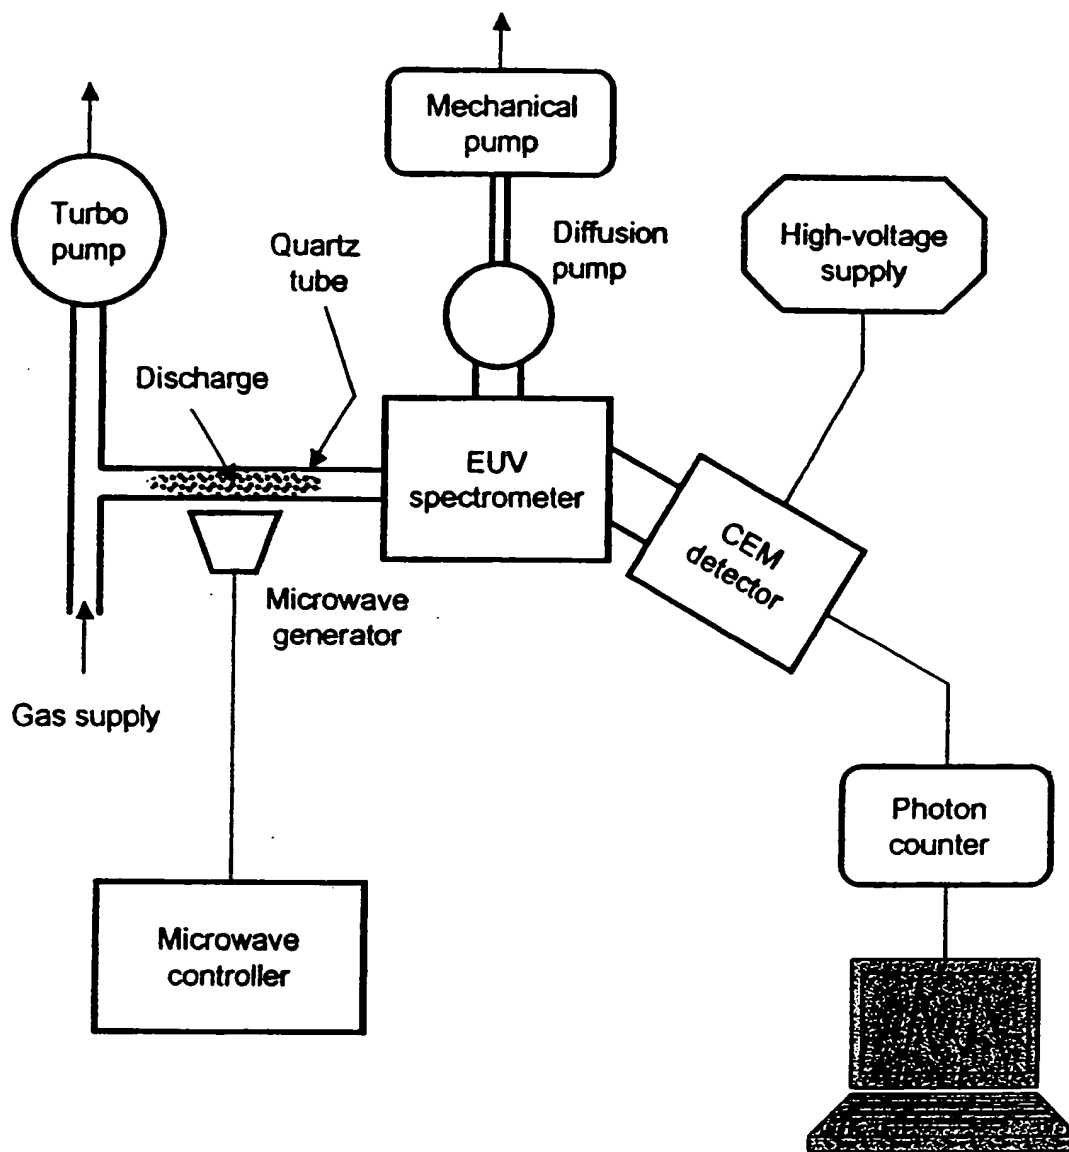 Mechanical
pump
Turbo
pump
Quartz
tube
Diffusion
pump
High-voltage
supply
Discharge
EUV
spectrometer
CEM
detector
Microwave
generator
Gas supply
Photon
counter
Microwave
controller